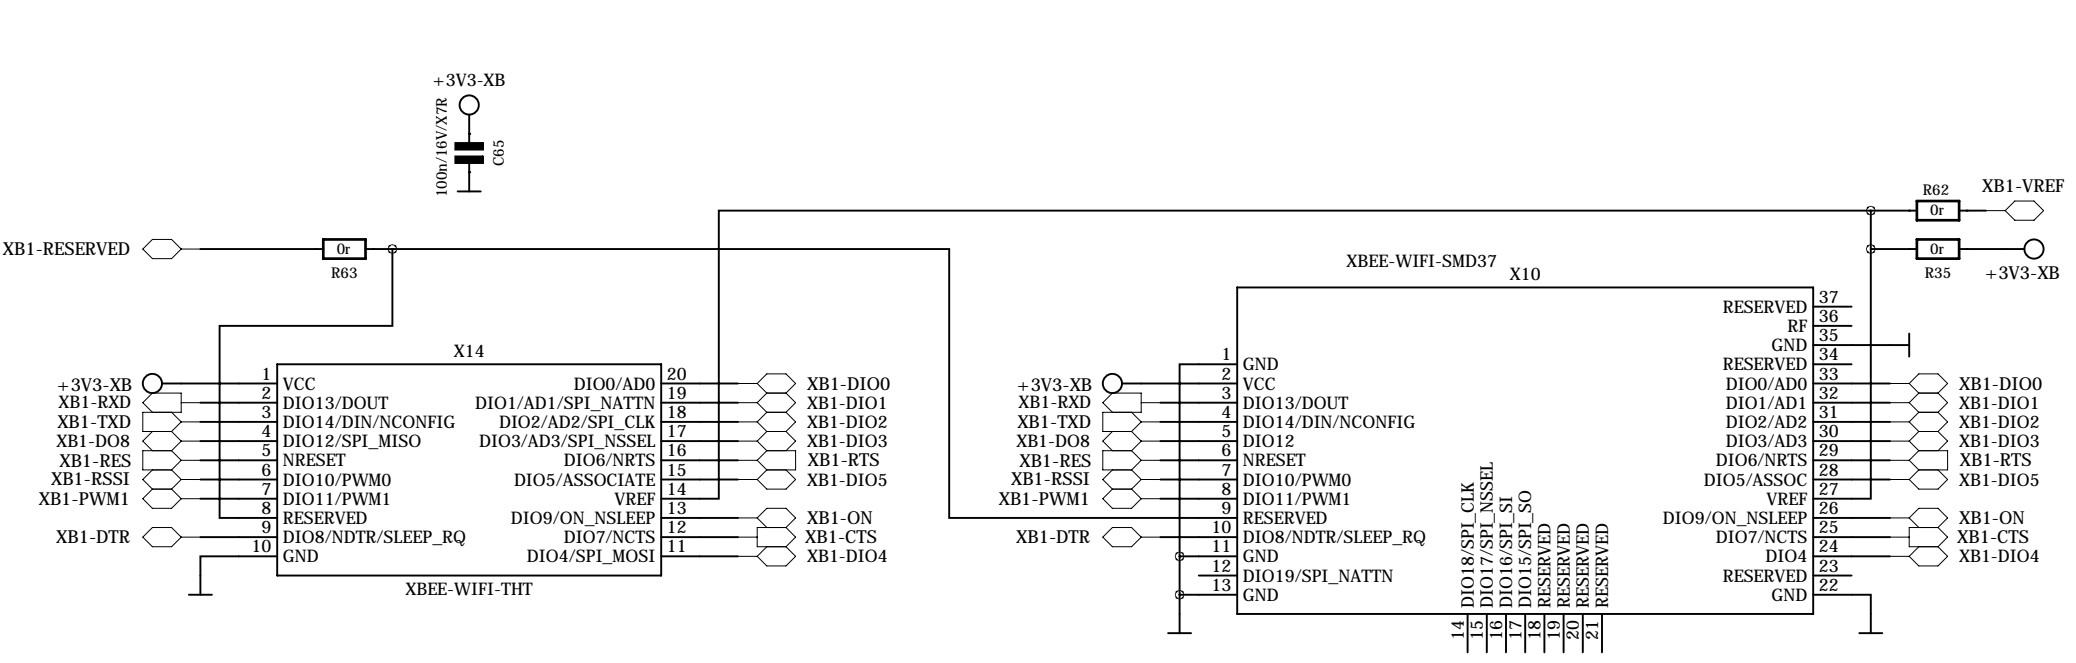 +3V3-XB
100n/16V/X7R
C65
R62
XB1-VREF
0r
XB1-RESERVED
0r
R63
0r
R35
+3V3-XB
XBEE-WIFI-SMD37
X10
X14
+3V3-XB
1
VCC
XB1-RXD
2
DIO13/DOUT
XB1-TXD
3
DIO14/DIN/NCONFIG
XB1-DO8
4
DIO12/SPI_MISO
XB1-RES
5
NRESET
XB1-RSSI
6
DIO10/PWM0
XB1-PWM1
7
DIO11/PWM1
8
RESERVED
XB1-DTR
9
DIO8/NDTR/SLEEP_RQ
10
GND
DIO0/AD0
20
XB1-DIO0
DIO1/AD1/SPI_NATTN
19
XB1-DIO1
DIO2/AD2/SPI_CLK
18
XB1-DIO2
DIO3/AD3/SPI_NSSEL
17
XB1-DIO3
DIO6/NRTS
16
XB1-RTS
DIO5/ASSOCIATE
15
XB1-DIO5
VREF
14
DIO9/ON_NSLEEP
13
XB1-ON
DIO7/NCTS
12
XB1-CTS
DIO4/SPI_MOSI
11
XB1-DIO4
XBEE-WIFI-THT
1
GND
+3V3-XB
2
VCC
XB1-RXD
3
DIO13/DOUT
XB1-TXD
4
DIO14/DIN/NCONFIG
XB1-DO8
5
DIO12
XB1-RES
6
NRESET
XB1-RSSI
7
DIO10/PWM0
XB1-PWM1
8
DIO11/PWM1
9
RESERVED
XB1-DTR
10
DIO8/NDTR/SLEEP_RQ
11
GND
12
DIO19/SPI_NATTN
13
GND
DIO18/SPI_CLK
14
DIO17/SPI_NSSEL
15
DIO16/SPI_SI
16
DIO15/SPI_SO
17
RESERVED
18
RESERVED
19
RESERVED
20
RESERVED
21
RESERVED
37
RF
36
GND
35
RESERVED
34
DIO0/AD0
33
XB1-DIO0
DIO1/AD1
32
XB1-DIO1
DIO2/AD2
31
XB1-DIO2
DIO3/AD3
30
XB1-DIO3
DIO6/NRTS
29
XB1-RTS
DIO5/ASSOC
28
XB1-DIO5
VREF
27
DIO9/ON_NSLEEP
26
XB1-ON
DIO7/NCTS
25
XB1-CTS
DIO4
24
XB1-DIO4
RESERVED
23
GND
22